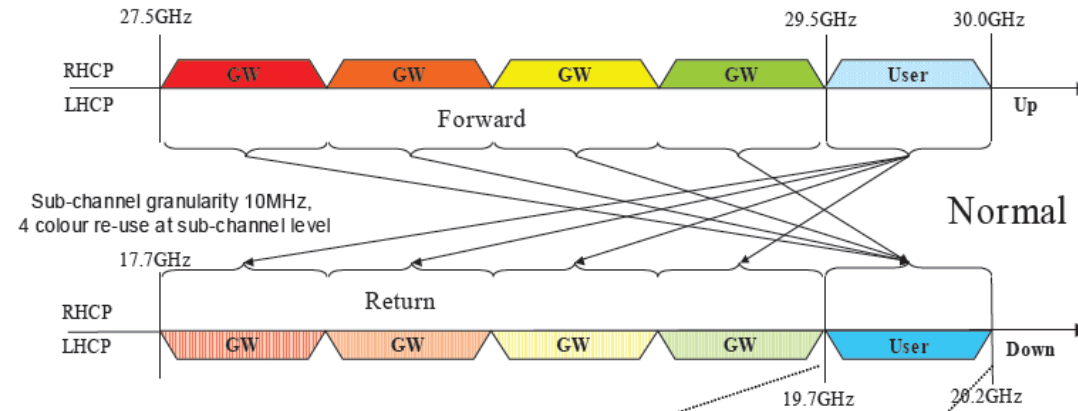 27.5GHz 29.5GHz 30.0GHz
RHCP GW GW GW GW User
LHCP Up
Forward
Sub-channel granularity 10MHz,
4 colour re-use at sub-channel level
Normal
17.7GHz
Return
RHCP
LHCP GW GW GW GW User Down
19.7GHz 20.2GHz